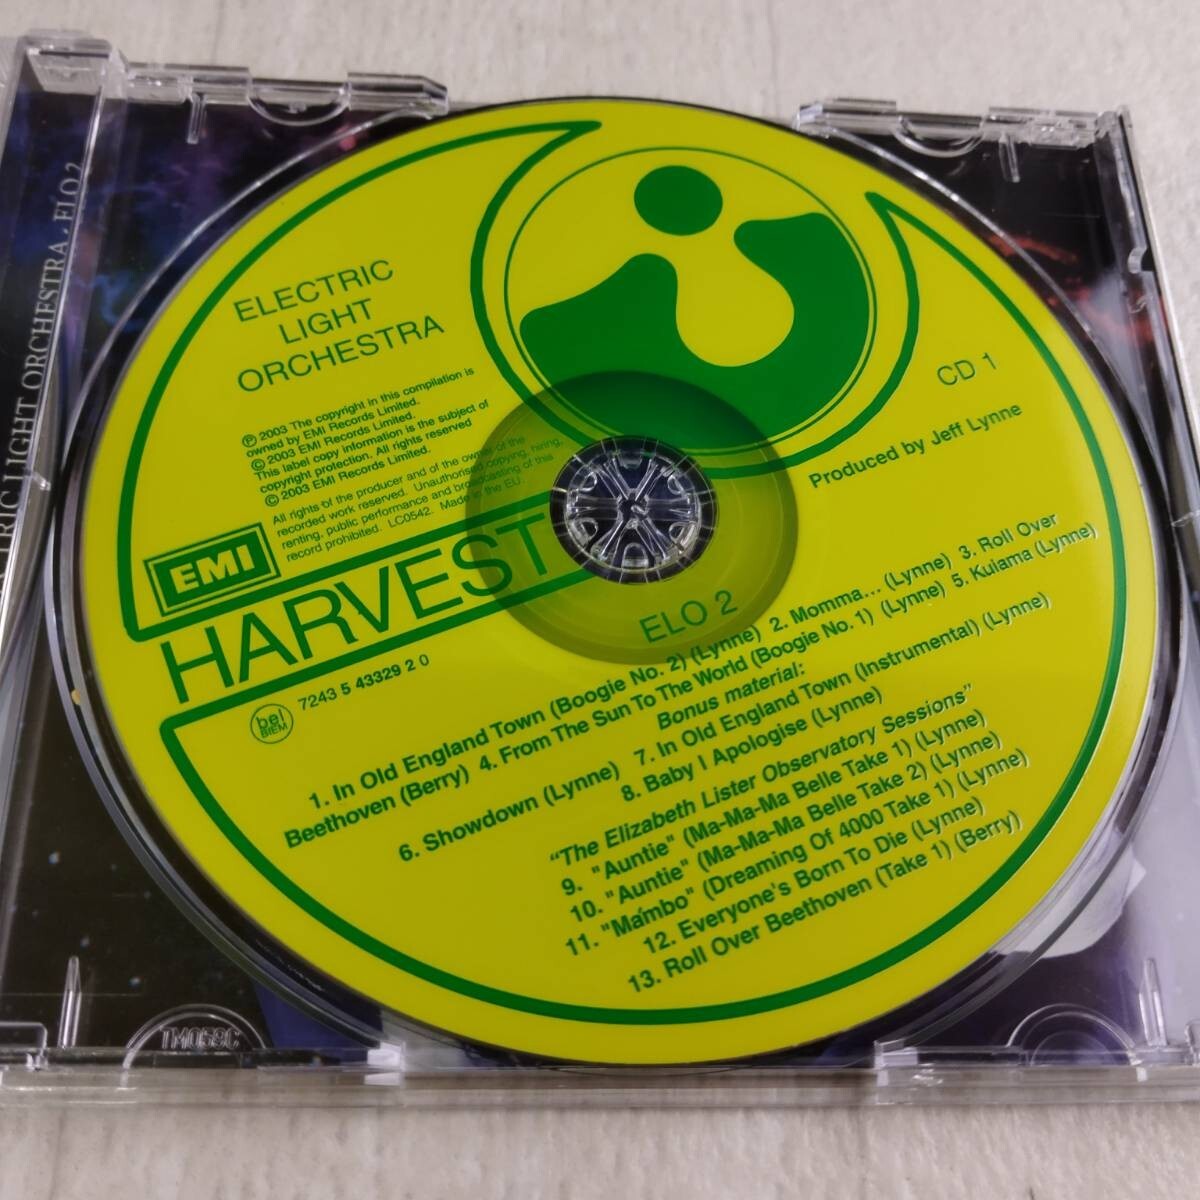 ELECTRIC
LIGHT
ORCHESTRA
℗ 2003 The copyright in this compilation is
owned by EMI Records Limited.
© 2003 EMI Records Limited.
This label copy information is the subject of
copyright protection. All rights reserved
© 2003 EMI Records Limited.
All rights of the producer and of the owner of the
recorded work reserved. Unauthorised copying, hiring,
renting, public performance and broadcasting of this
record prohibited. LC0542. Made in the EU.
EMI
HARVEST
bel
BIEM
7243 5 43329 2 0
CD 1
Produced by Jeff Lynne
ELO 2
1. In Old England Town (Boogie No. 2) (Lynne) 2. Momma... (Lynne) 3. Roll Over
Beethoven (Berry) 4. From The Sun To The World (Boogie No. 1) (Lynne) 5. Kuiama (Lynne)
6. Showdown (Lynne)
Bonus material:
7. In Old England Town (Instrumental) (Lynne)
8. Baby I Apologise (Lynne)
"The Elizabeth Lister Observatory Sessions"
9. "Auntie" (Ma-Ma-Ma Belle Take 1) (Lynne)
10. "Auntie" (Ma-Ma-Ma Belle Take 2) (Lynne)
11. "Mambo" (Dreaming Of 4000 Take 1) (Lynne)
12. Everyone's Born To Die (Lynne)
13. Roll Over Beethoven (Take 1) (Berry)
LIGHT ORCHESTRA · ELO 2
TM068C